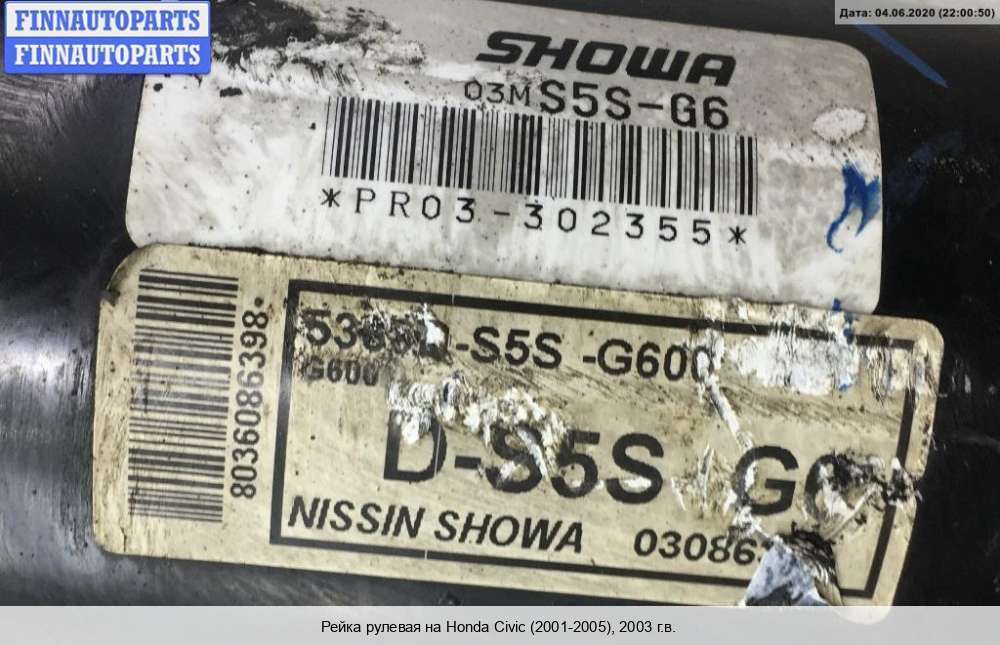 FINNAUTOPARTS
FINNAUTOPARTS
Дата: 04.06.2020 (22:00:50)
SHOWA
03M S5S-G6
*PR03-302355*
8036086398.
-S5S -G600
G600
D-S5S
NISSIN SHOWA
Рейка рулевая на Honda Civic (2001-2005), 2003 г.в.